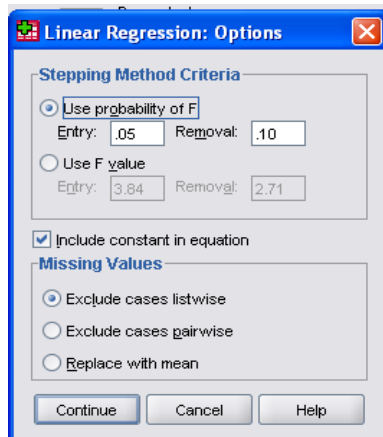 Linear Regression: Options
Stepping Method Criteria
Use probability of F
Entry: .05 Removal: .10
Use F value
Entry: 3.84 Removal: 2.71
Include constant in equation
Missing Values
Exclude cases listwise
Exclude cases pairwise
Replace with mean
Continue Cancel Help